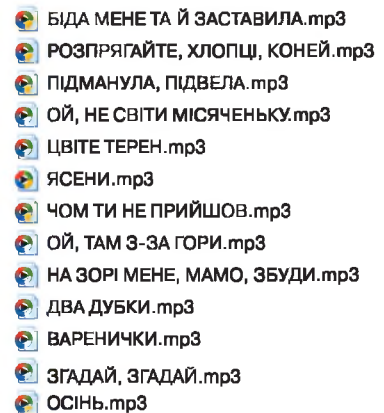 БІДА МЕНЕ ТА Й ЗАСТАВИЛА.mp3
РОЗПРЯГАЙТЕ, ХЛОПЦІ, КОНЕЙ.mp3
ПІДМАНУЛА, ПІДВЕЛА.mp3
ОЙ, НЕ СВІТИ МІСЯЧЕНЬКУ.mp3
ЦВІТЕ ТЕРЕН.mp3
ЯСЕНИ.mp3
ЧОМ ТИ НЕ ПРИЙШОВ.mp3
ОЙ, ТАМ З-ЗА ГОРИ.mp3
НА ЗОРІ МЕНЕ, МАМО, ЗБУДИ.mp3
ДВА ДУБКИ.mp3
ВАРЕНИЧКИ.mp3
ЗГАДАЙ, ЗГАДАЙ.mp3
ОСІНЬ.mp3